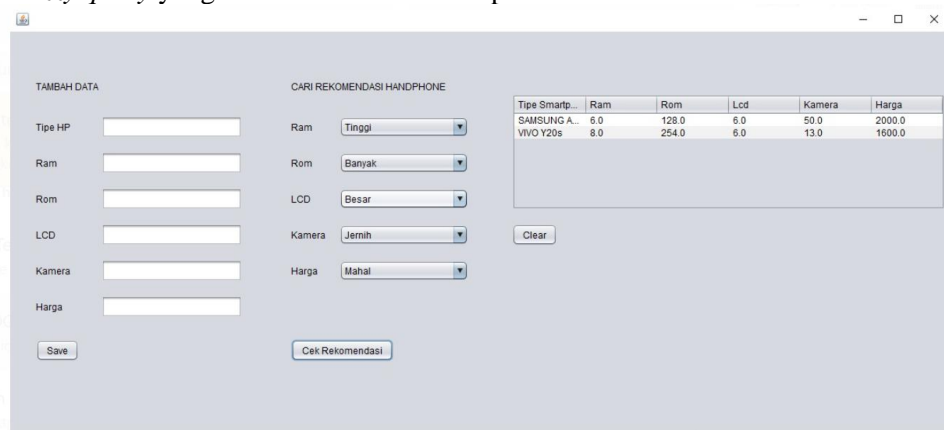 TAMBAH DATA
Tipe HP
Ram
Rom
LCD
Kamera
Harga
Save
CARI REKOMENDASI HANDPHONE
Ram Tinggi
Rom Banyak
LCD Besar
Kamera Jernih
Harga Mahal
Cek Rekomendasi
Tipe Smartp... Ram Rom Lcd Kamera Harga
SAMSUNG A... 6.0 128.0 6.0 50.0 2000.0
VIVO Y20s 8.0 254.0 6.0 13.0 1600.0
Clear